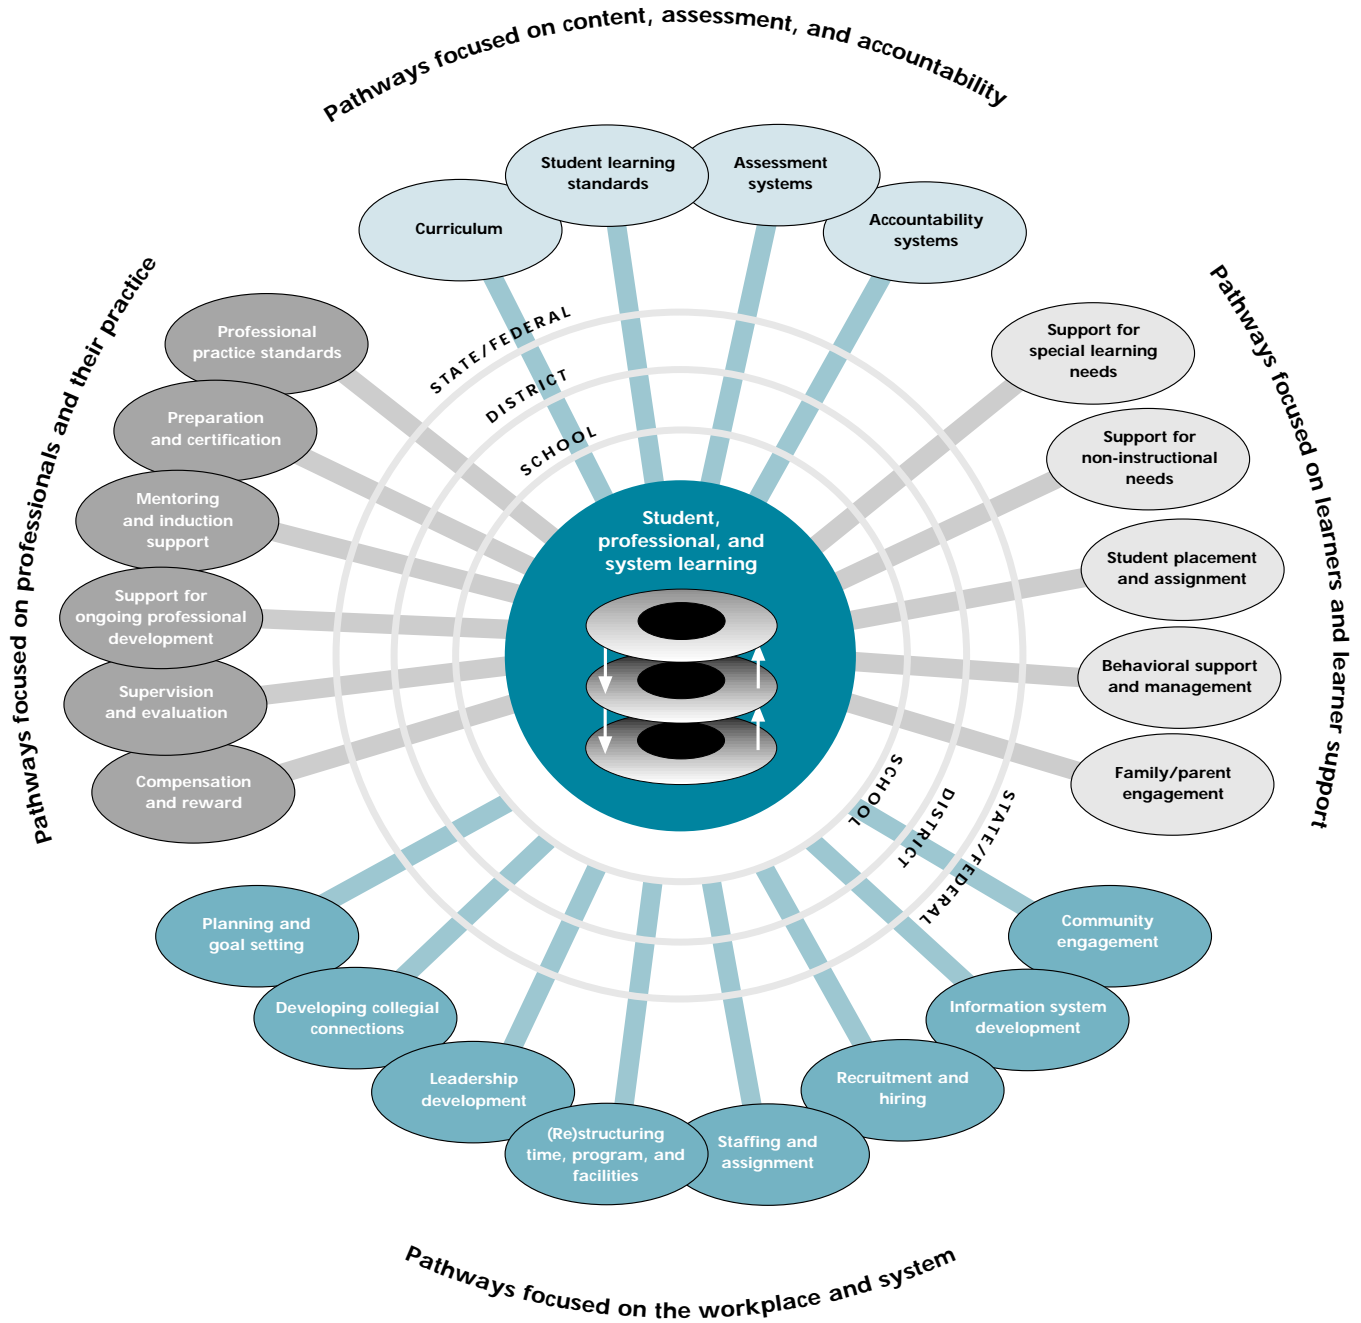 Pathways focused on content, assessment, and accountability
Curriculum
Student learning
standards
Assessment
systems
Accountability
systems
Pathways focused on professionals and their practice
Professional
practice standards
Preparation
and certification
Mentoring
and induction
support
Support for
ongoing professional
development
Supervision
and evaluation
Compensation
and reward
STATE/FEDERAL
DISTRICT
SCHOOL
Student,
professional, and
system learning
Pathways focused on learners and learner support
Support for
special learning
needs
Support for
non-instructional
needs
Student placement
and assignment
Behavioral support
and management
Family/parent
engagement
SCHOOL
DISTRICT
STATE/FEDERAL
Planning and
goal setting
Developing collegial
connections
Leadership
development
(Re)structuring
time, program, and
facilities
Staffing and
assignment
Recruitment and
hiring
Information system
development
Community
engagement
Pathways focused on the workplace and system